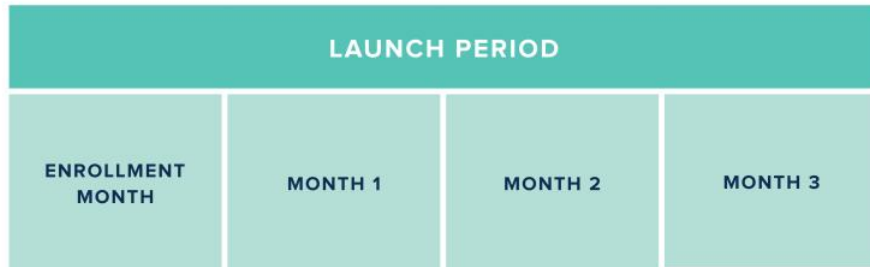 LAUNCH PERIOD
ENROLLMENT
MONTH
MONTH 1
MONTH 2
MONTH 3